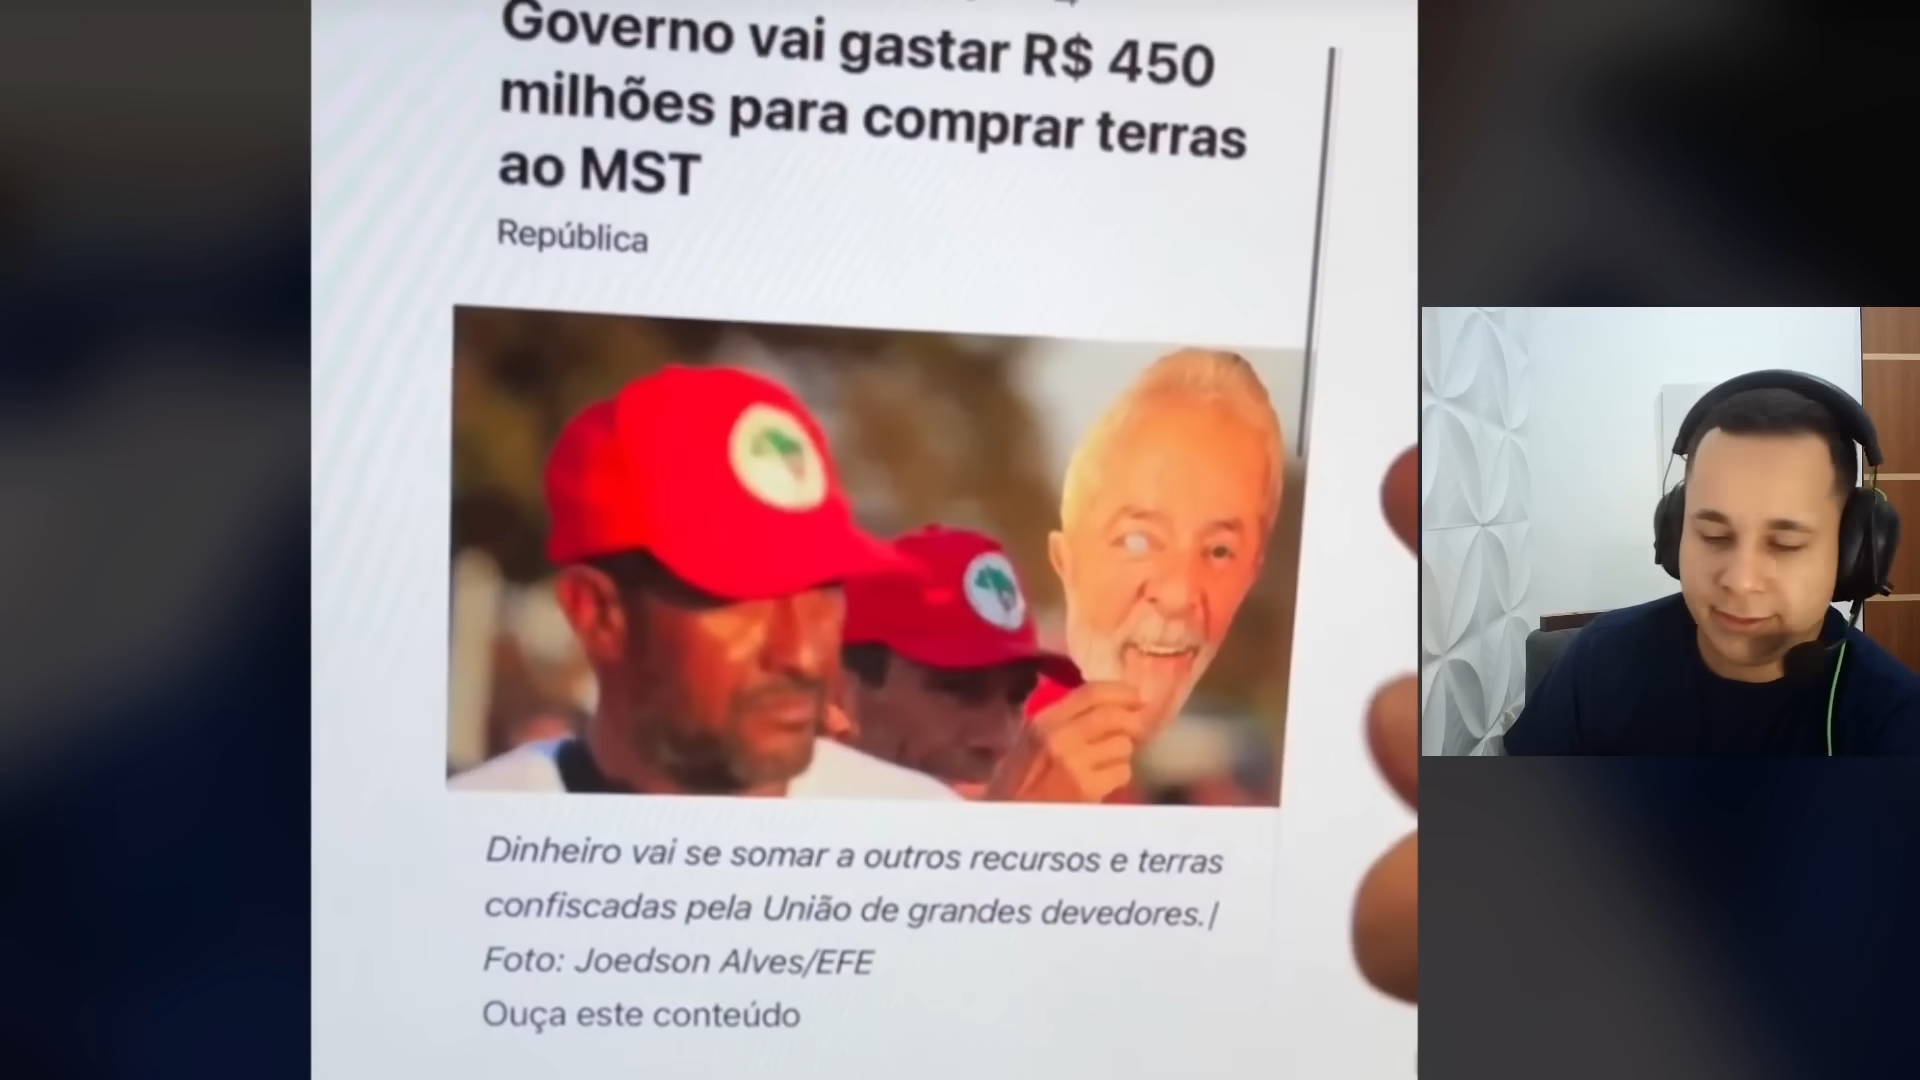 Governo vai gastar R$ 450
milhões para comprar terras
ao MST
República
Dinheiro vai se somar a outros recursos e terras
confiscadas pela União de grandes devedores./
Foto: Joedson Alves/EFE
Ouça este conteúdo